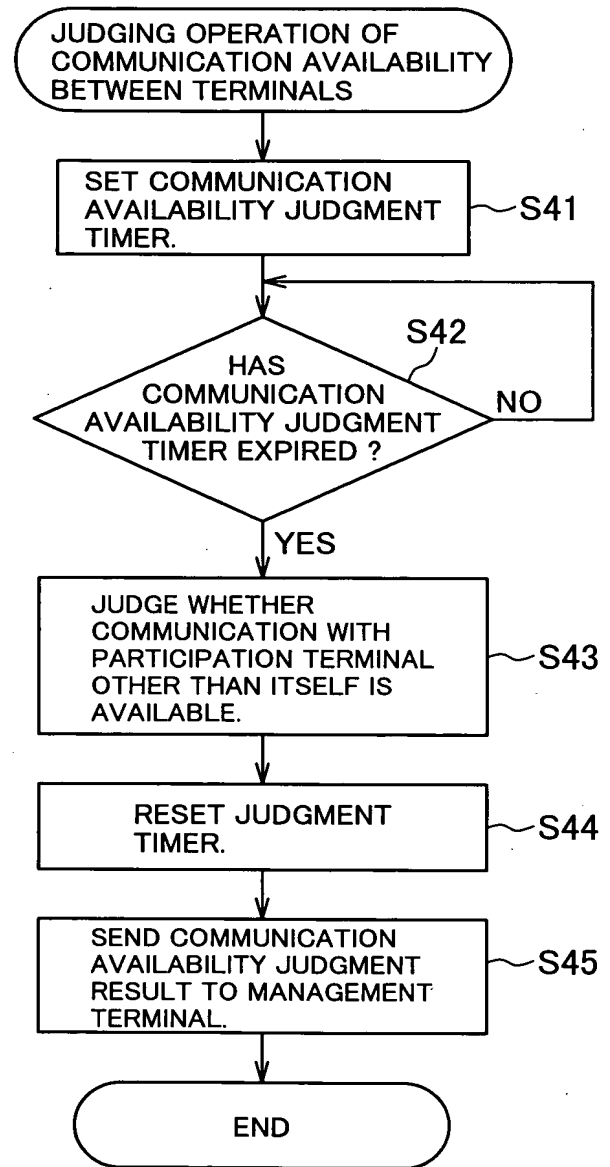 JUDGING OPERATION OF
COMMUNICATION AVAILABILITY
BETWEEN TERMINALS
SET COMMUNICATION
AVAILABILITY JUDGMENT
TIMER.
S41
S42
HAS
COMMUNICATION
AVAILABILITY JUDGMENT
TIMER EXPIRED ?
NO
YES
JUDGE WHETHER
COMMUNICATION WITH
PARTICIPATION TERMINAL
OTHER THAN ITSELF IS
AVAILABLE.
S43
RESET JUDGMENT
TIMER.
S44
SEND COMMUNICATION
AVAILABILITY JUDGMENT
RESULT TO MANAGEMENT
TERMINAL.
S45
END